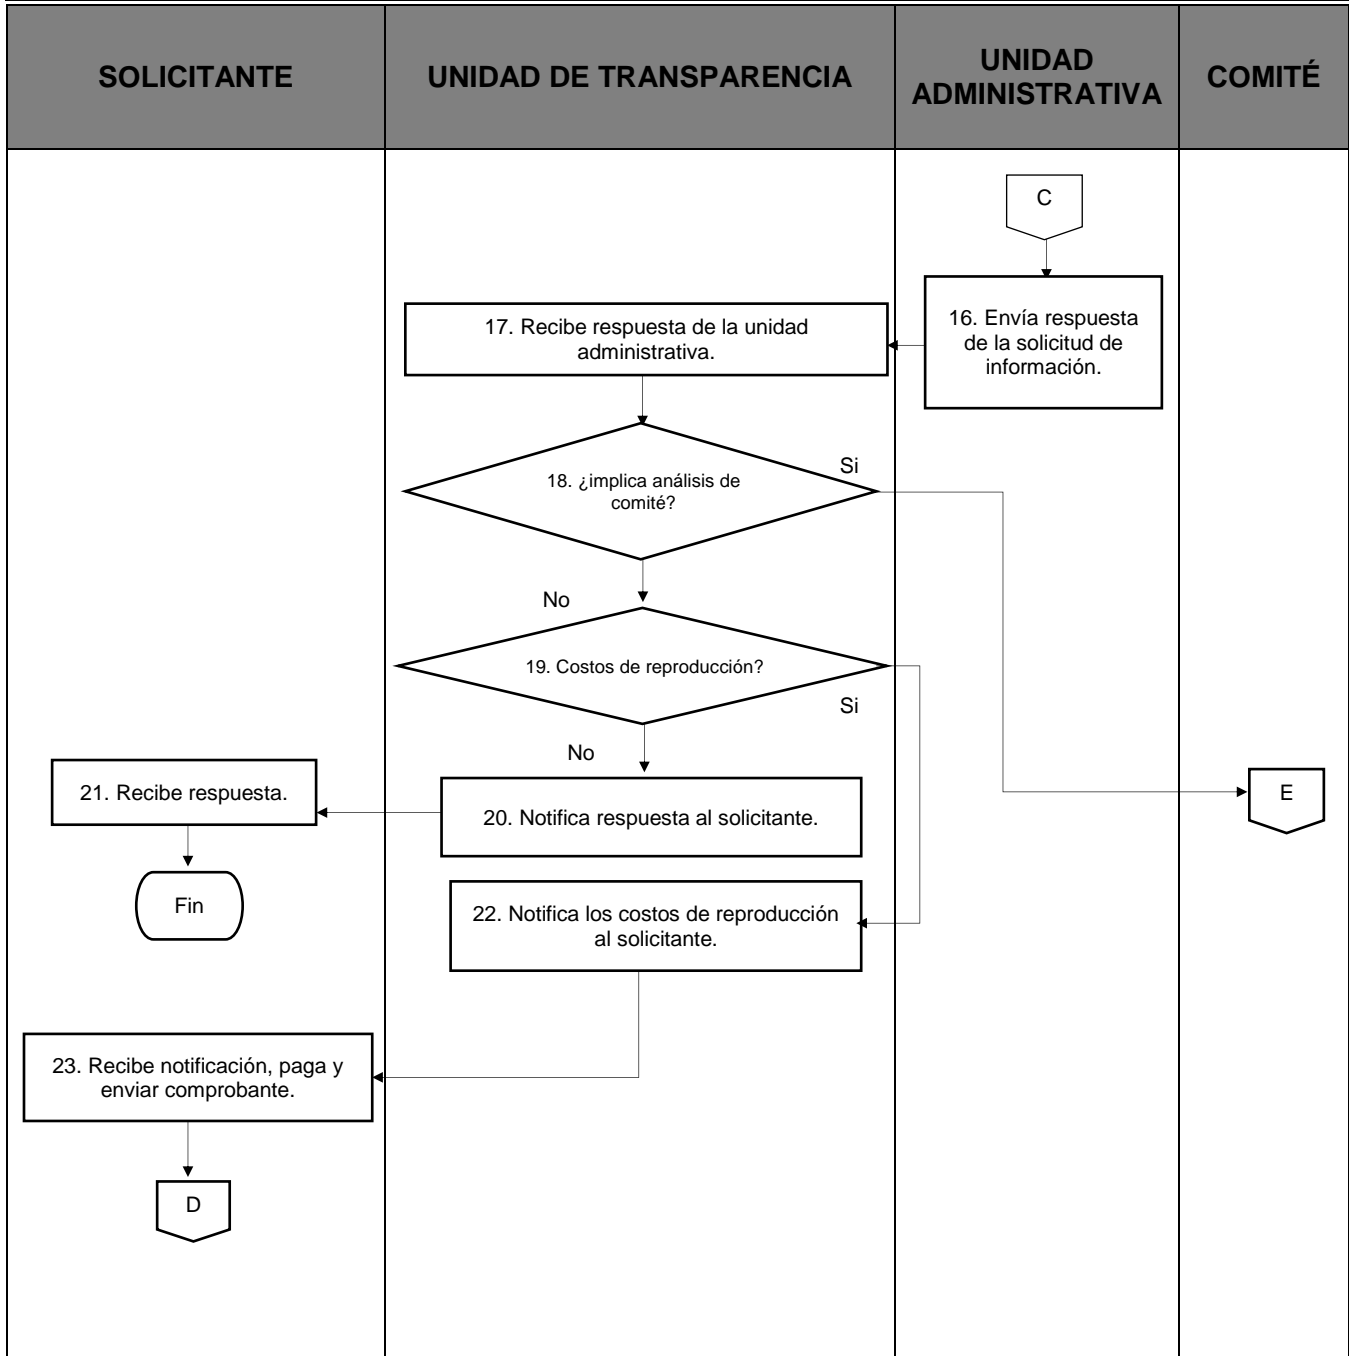 SOLICITANTE
UNIDAD DE TRANSPARENCIA
UNIDAD
ADMINISTRATIVA
COMITÉ
C
16. Envía respuesta
de la solicitud de
información.
17. Recibe respuesta de la unidad
administrativa.
18. ¿implica análisis de
comité?
Si
No
19. Costos de reproducción?
Si
No
20. Notifica respuesta al solicitante.
21. Recibe respuesta.
E
Fin
22. Notifica los costos de reproducción
al solicitante.
23. Recibe notificación, paga y
enviar comprobante.
D